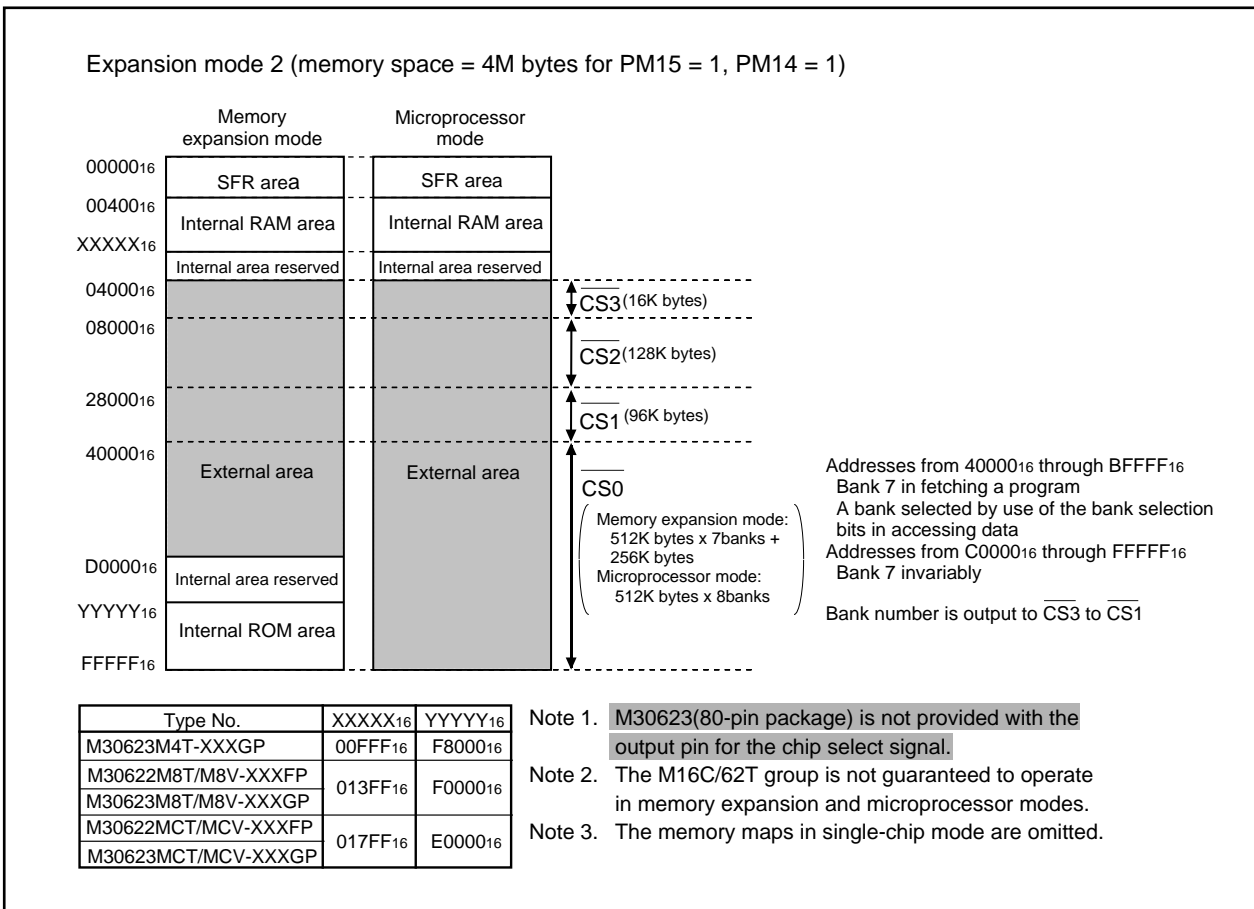 Expansion mode 2 (memory space = 4M bytes for PM15 = 1, PM14 = 1)
Memory
expansion mode
Microprocessor
mode
0000016
SFR area
SFR area
0040016
Internal RAM area
Internal RAM area
XXXXX16
Internal area reserved
Internal area reserved
0400016
CS3 (16K bytes)
0800016
CS2 (128K bytes)
2800016
CS1 (96K bytes)
4000016
External area
External area
CS0
Memory expansion mode:
512K bytes x 7banks +
256K bytes
Microprocessor mode:
512K bytes x 8banks
Addresses from 4000016 through BFFFF16
Bank 7 in fetching a program
A bank selected by use of the bank selection
bits in accessing data
Addresses from C000016 through FFFFF16
Bank 7 invariably
Bank number is output to CS3 to CS1
D000016
Internal area reserved
YYYYY16
Internal ROM area
FFFFF16
Type No. XXXXX16 YYYYY16
M30623M4T-XXXGP 00FFF16 F800016
M30622M8T/M8V-XXXFP
013FF16 F000016
M30623M8T/M8V-XXXGP
M30622MCT/MCV-XXXFP
017FF16 E000016
M30623MCT/MCV-XXXGP
Note 1. M30623(80-pin package) is not provided with the
output pin for the chip select signal.
Note 2. The M16C/62T group is not guaranteed to operate
in memory expansion and microprocessor modes.
Note 3. The memory maps in single-chip mode are omitted.